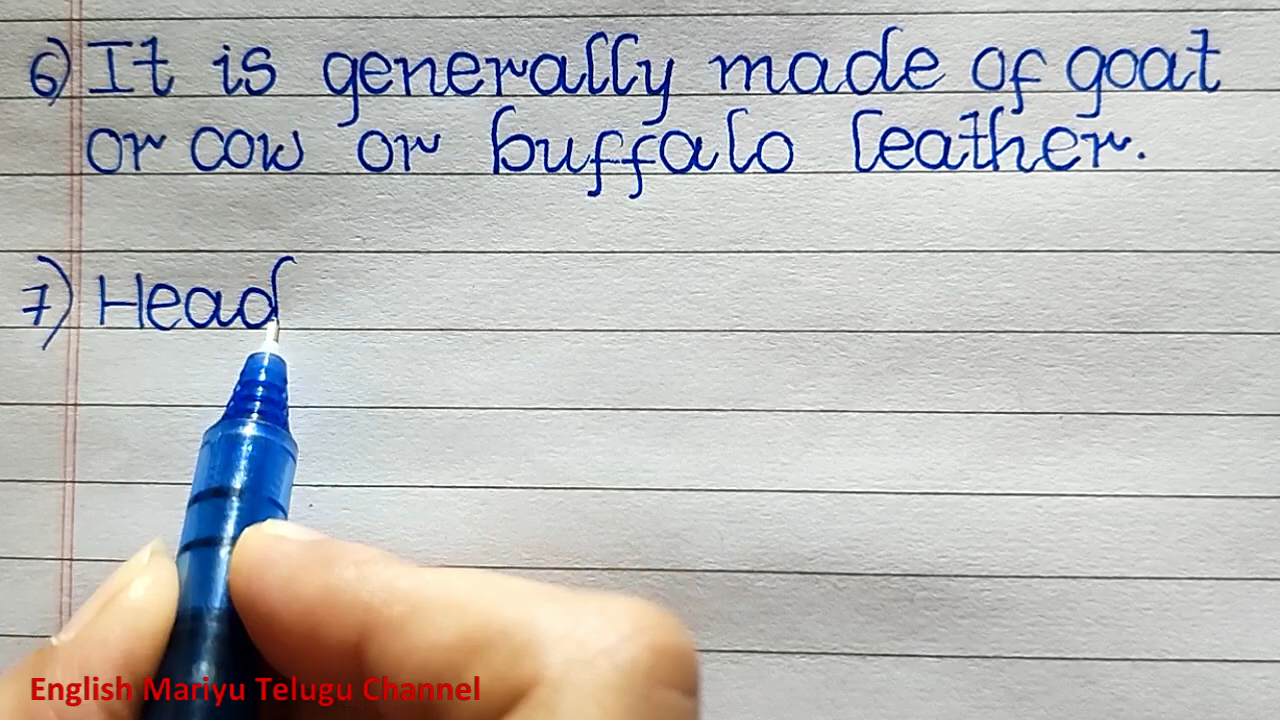 6) It is generally made of goat
or cow or buffalo leather.
7) Head
English Mariyu Telugu Channel